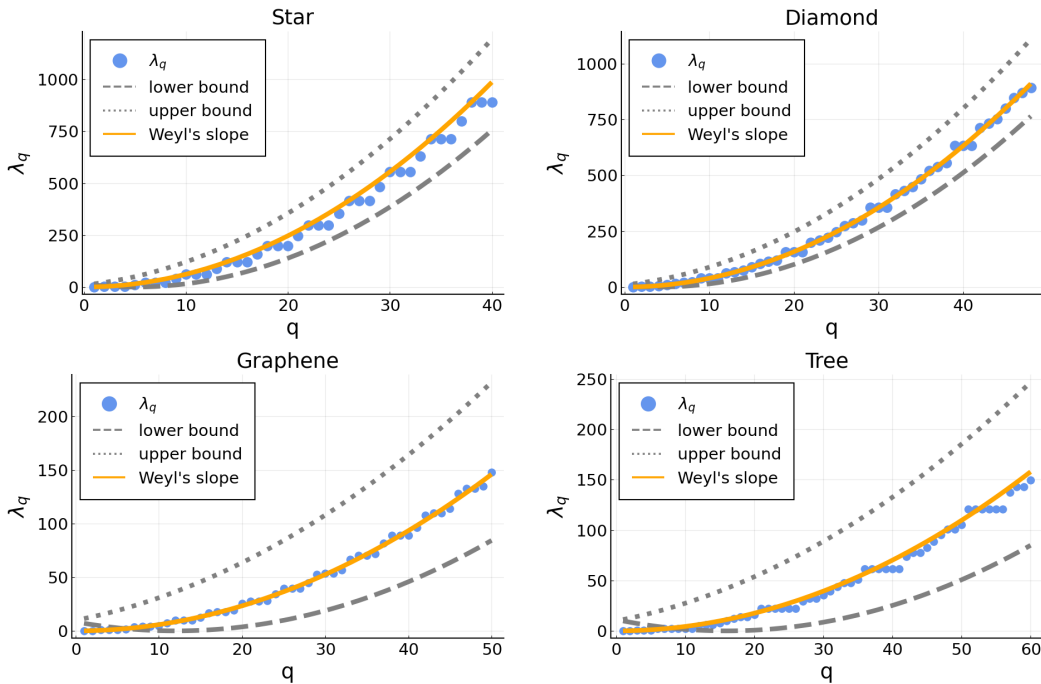 Star
λq
lower bound
upper bound
Weyl's slope
1000
750
500
250
0
0
10
20
30
40
λq
q
Diamond
λq
lower bound
upper bound
Weyl's slope
1000
750
500
250
0
0
10
20
30
40
λq
q
Graphene
λq
lower bound
upper bound
Weyl's slope
200
150
100
50
0
0
10
20
30
40
50
λq
q
Tree
λq
lower bound
upper bound
Weyl's slope
250
200
150
100
50
0
0
10
20
30
40
50
60
λq
q